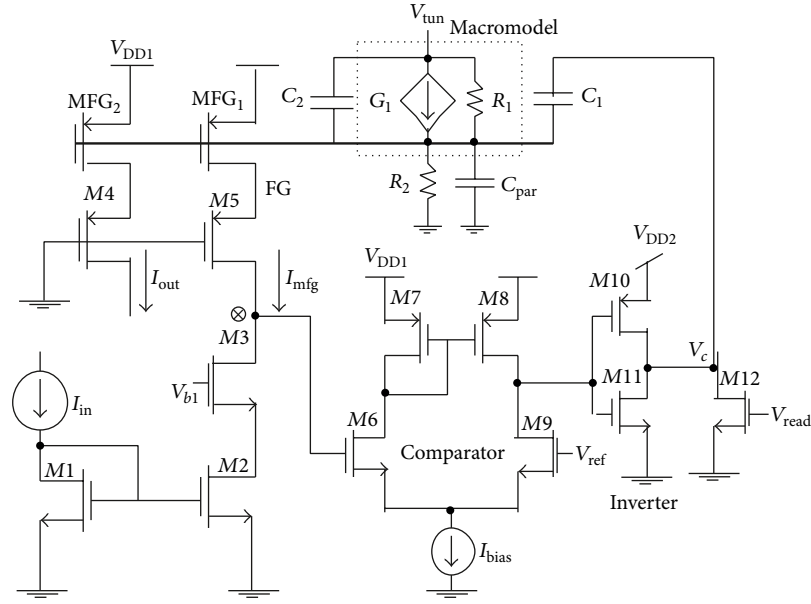 V_tun
Macromodel
V_DD1
MFG_2
MFG_1
C_2
G_1
R_1
C_1
R_2
C_par
FG
M4
M5
I_out
I_mfg
V_DD1
V_DD2
M10
M7
M8
⊗
M3
V_b1
V_c
M11
M12
I_in
M6
M9
V_read
Comparator
V_ref
M1
M2
Inverter
I_bias